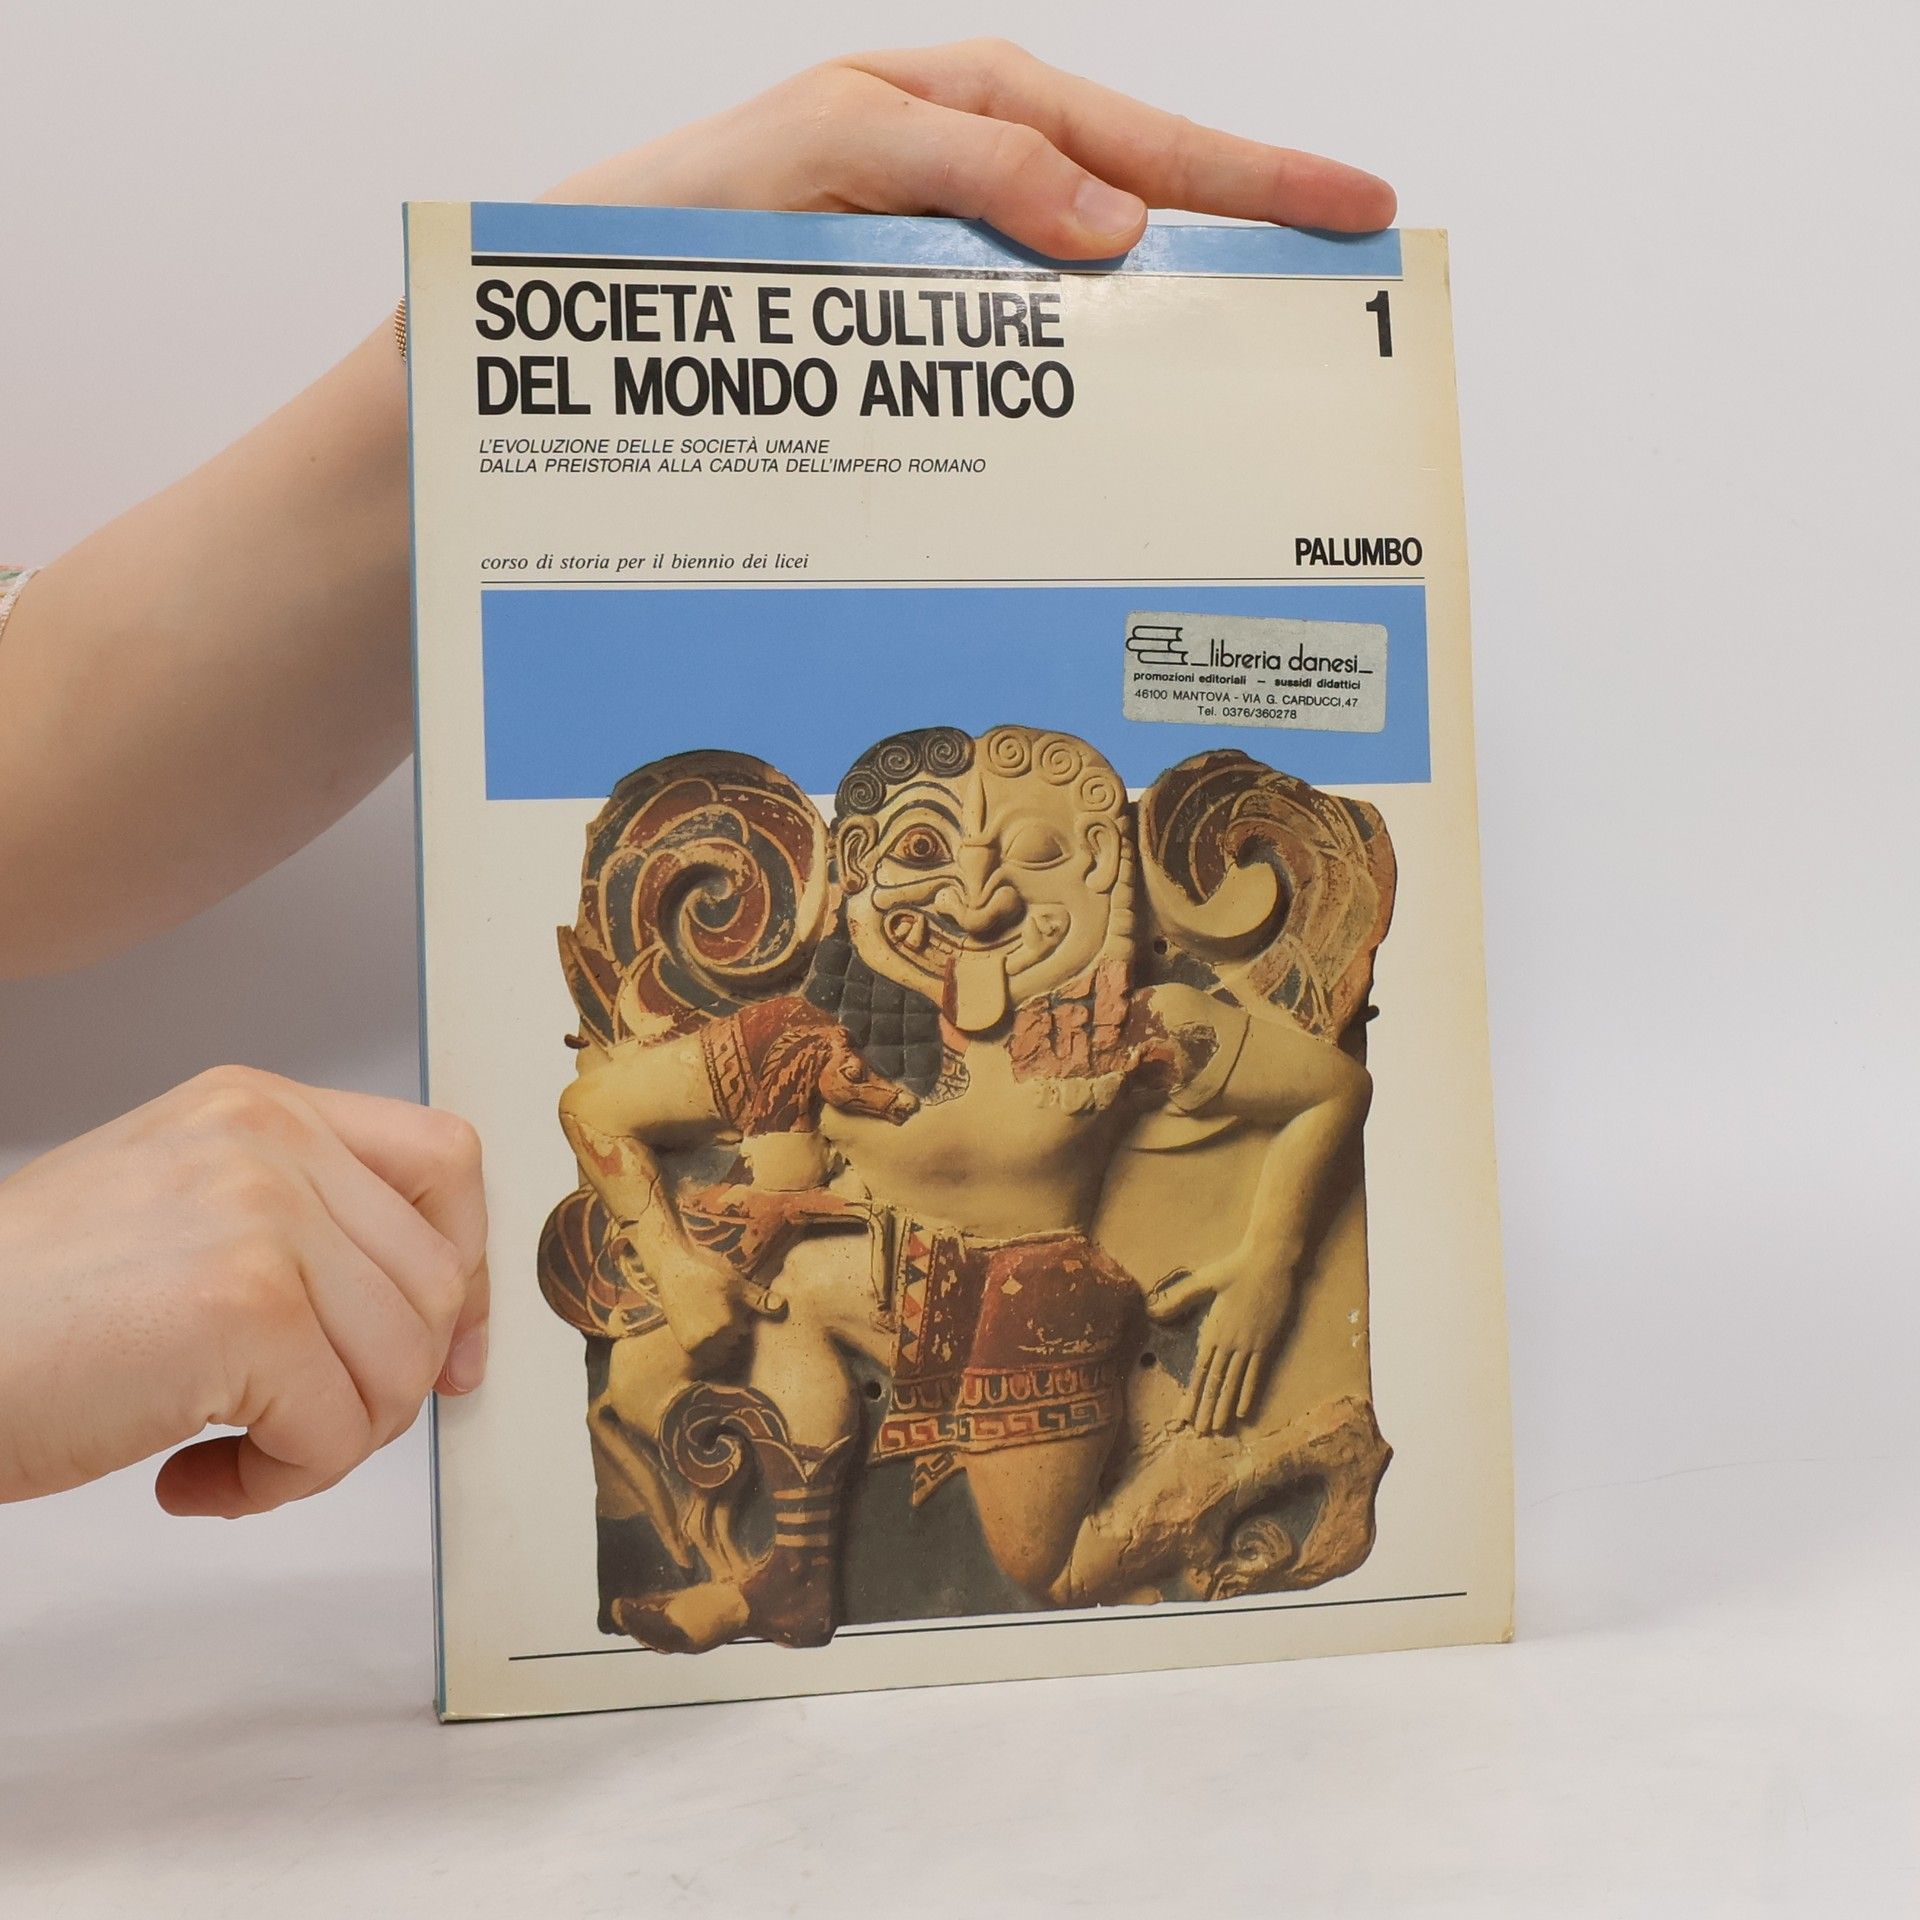 SOCIETÀ E CULTURE
DEL MONDO ANTICO
1
L'EVOLUZIONE DELLE SOCIETÀ UMANE
DALLA PREISTORIA ALLA CADUTA DELL'IMPERO ROMANO
corso di storia per il biennio dei licei
PALUMBO
_libreria danesi_
promozioni editoriali – sussidi didattici
46100 MANTOVA - VIA G. CARDUCCI, 47
Tel. 0376/360278